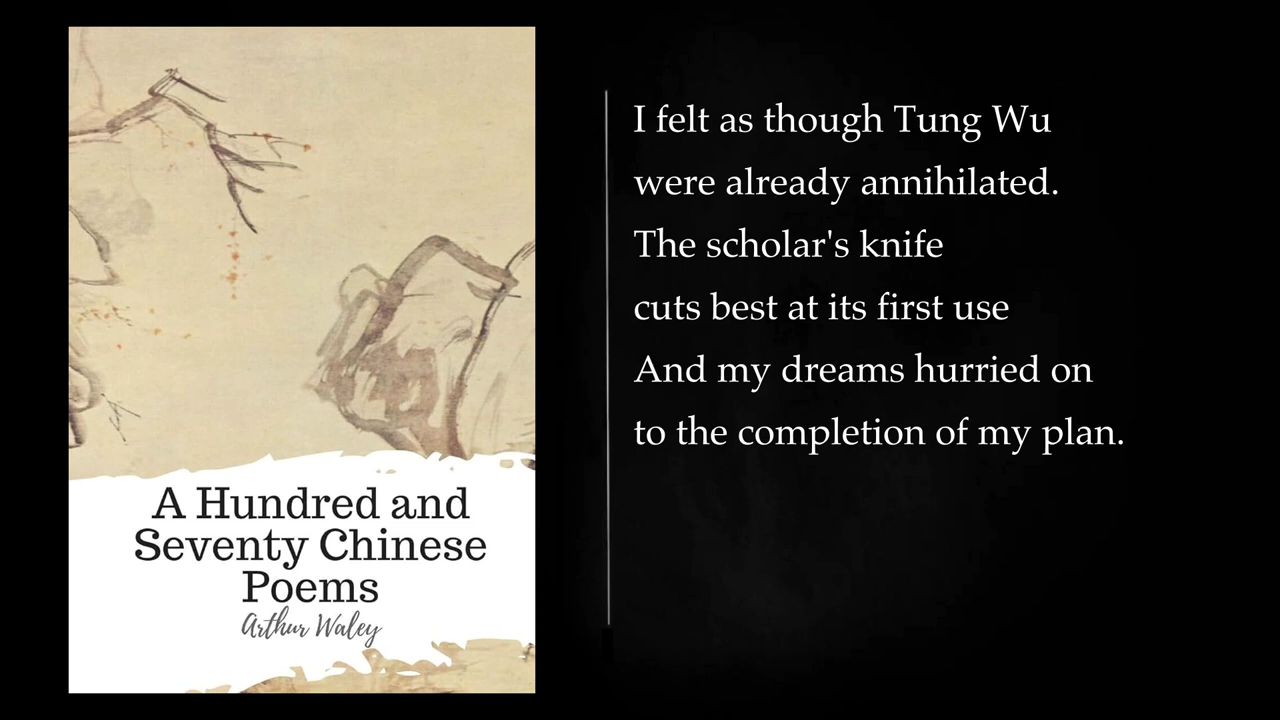 A Hundred and
Seventy Chinese
Poems
Arthur Waley
I felt as though Tung Wu
were already annihilated.
The scholar's knife
cuts best at its first use
And my dreams hurried on
to the completion of my plan.